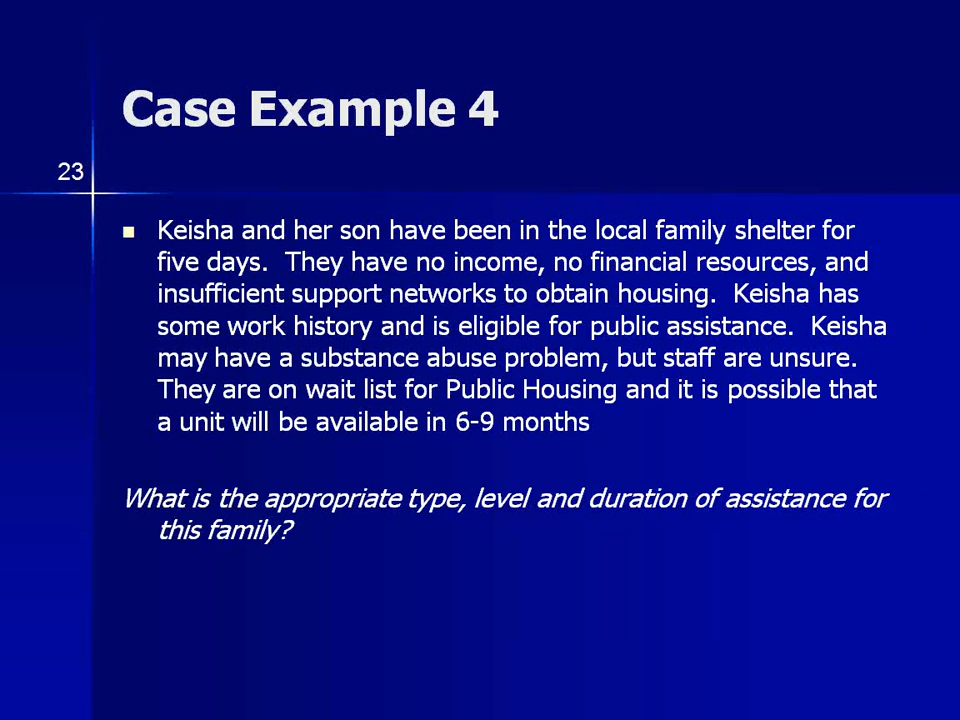 Case Example 4
23
Keisha and her son have been in the local family shelter for
five days.  They have no income, no financial resources, and
insufficient support networks to obtain housing.  Keisha has
some work history and is eligible for public assistance.  Keisha
may have a substance abuse problem, but staff are unsure.
They are on wait list for Public Housing and it is possible that
a unit will be available in 6-9 months
What is the appropriate type, level and duration of assistance for
this family?